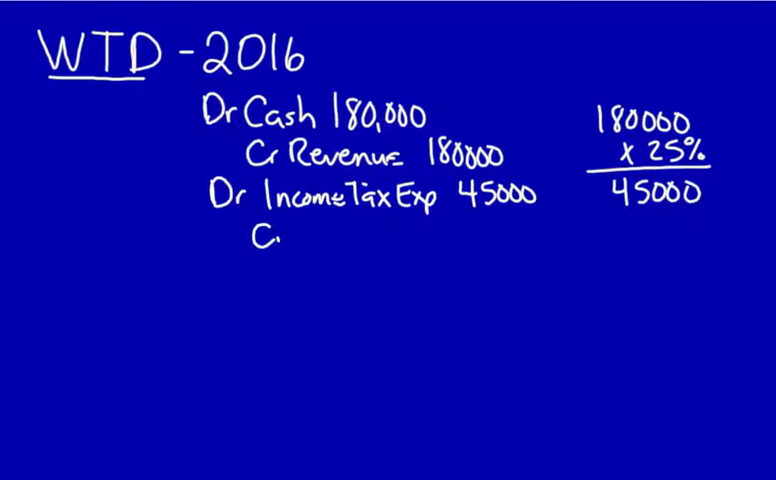 WTD - 2016
Dr Cash 180,000
180000
Cr Revenue 180000
x 25%
Dr Income Tax Exp 45000
45000
C